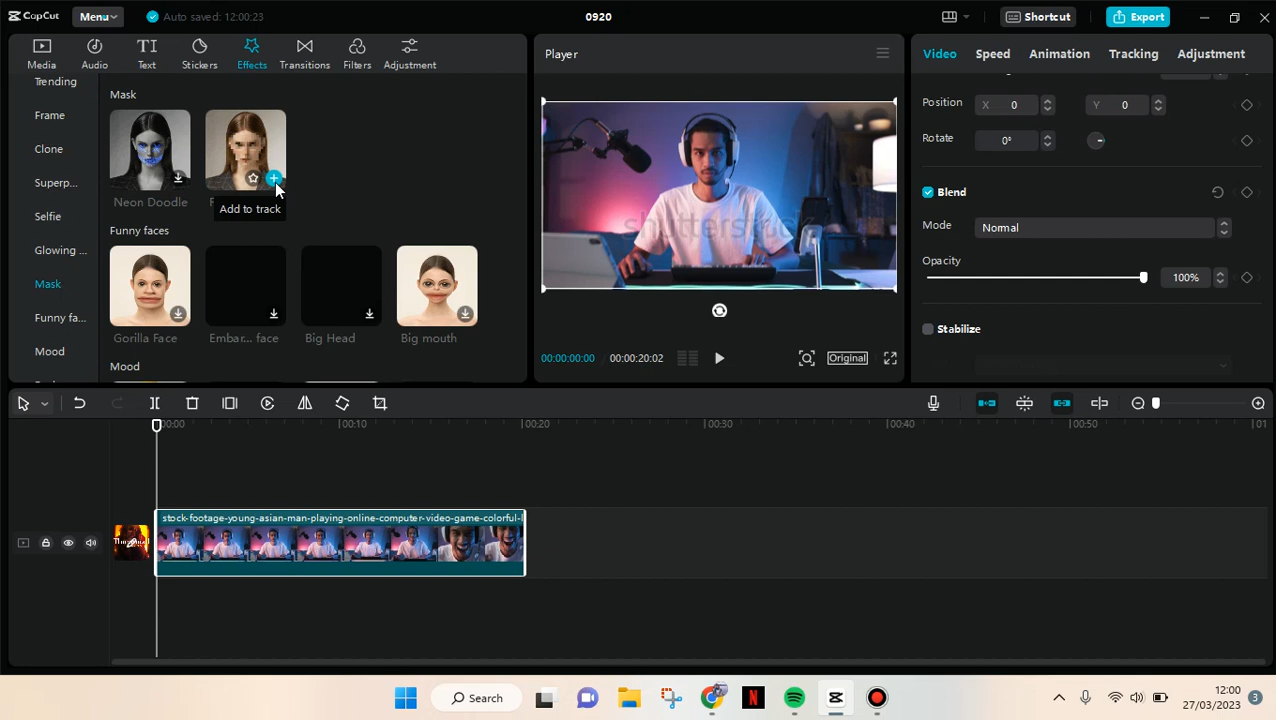 CapCut
Menu
Auto saved: 12:00:23
0920
Shortcut
Export
Media
Audio
Text
Stickers
Effects
Transitions
Filters
Adjustment
Player
Video
Speed
Animation
Tracking
Adjustment
Trending
Frame
Clone
Superp...
Selfie
Glowing ...
Mask
Funny fa...
Mood
Mask
Neon Doodle
Add to track
Funny faces
Gorilla Face
Embar... face
Big Head
Big mouth
Mood
shutterstock
00:00:00:00
00:00:20:02
Original
Position
X 0
Y 0
Rotate
0°
Blend
Mode
Normal
Opacity
100%
Stabilize
00:00
00:10
00:20
00:30
00:40
00:50
01
stock-footage-young-asian-man-playing-online-computer-video-game-colorful-l
Search
12:00
27/03/2023
3